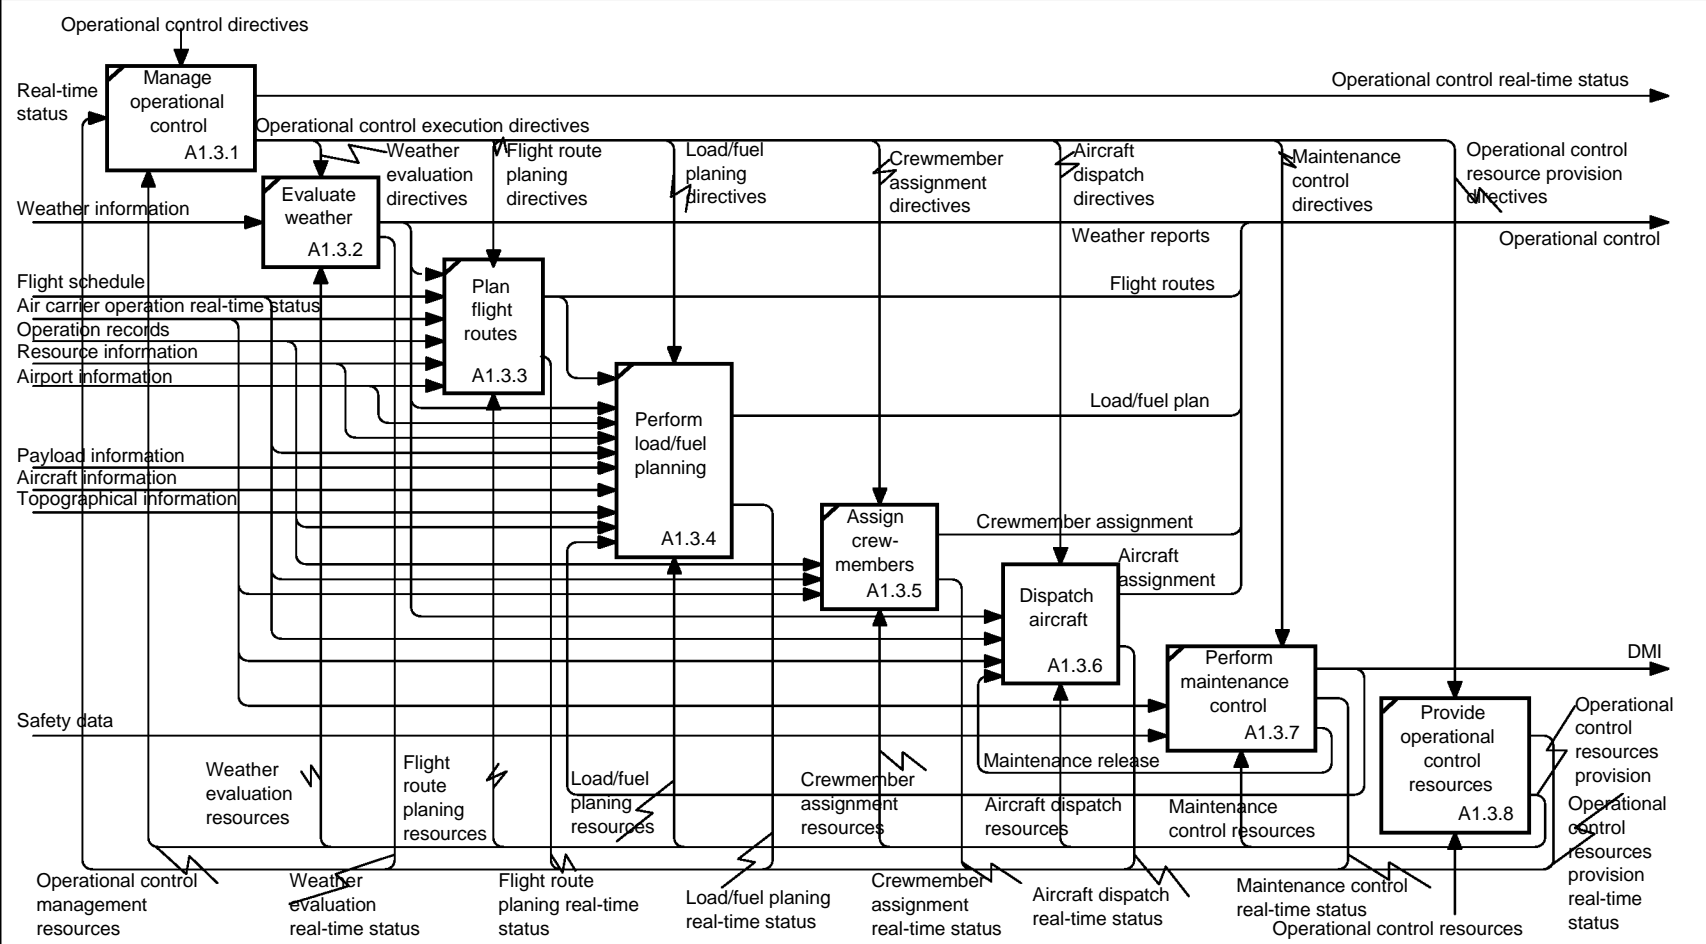 Operational control directives
Manage
operational
control
A1.3.1
Real-time
status
Operational control real-time status
Operational control execution directives
Weather
evaluation
directives
Flight route
planing
directives
Load/fuel
planing
directives
Crewmember
assignment
directives
Aircraft
dispatch
directives
Maintenance
control
directives
Operational control
resource provision
directives
Weather information
Evaluate
weather
A1.3.2
Weather reports
Operational control
Flight schedule
Air carrier operation real-time status
Operation records
Resource information
Airport information
Plan
flight
routes
A1.3.3
Flight routes
Load/fuel plan
Perform
load/fuel
planning
A1.3.4
Payload information
Aircraft information
Topographical information
Assign
crew-
members
A1.3.5
Crewmember assignment
Aircraft
assignment
Dispatch
aircraft
A1.3.6
Perform
maintenance
control
A1.3.7
DMI
Safety data
Provide
operational
control
resources
A1.3.8
Operational
control
resources
provision
Maintenance release
Weather
evaluation
resources
Flight
route
planing
resources
Load/fuel
planing
resources
Crewmember
assignment
resources
Aircraft dispatch
resources
Maintenance
control resources
Operational
control
resources
provision
real-time
status
Operational control
management
resources
Weather
evaluation
real-time status
Flight route
planing real-time
status
Load/fuel planing
real-time status
Crewmember
assignment
real-time status
Aircraft dispatch
real-time status
Maintenance control
real-time status
Operational control resources